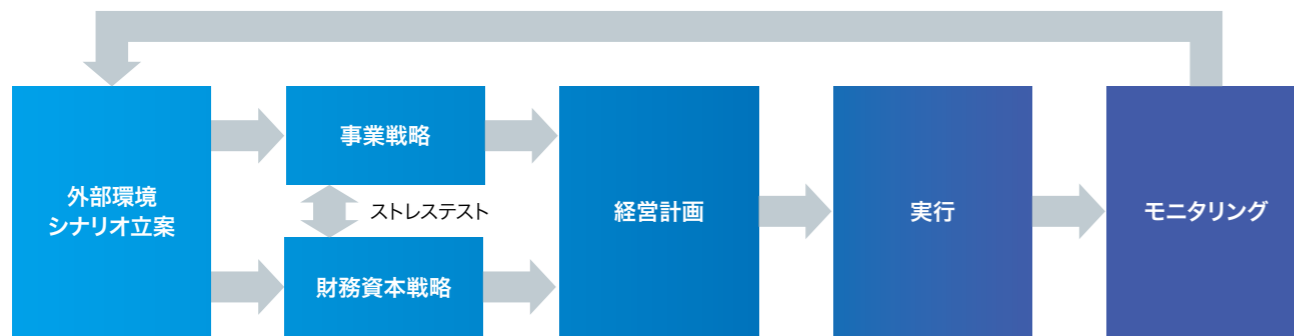 外部環境
シナリオ立案
事業戦略
ストレステスト
財務資本戦略
経営計画
実行
モニタリング